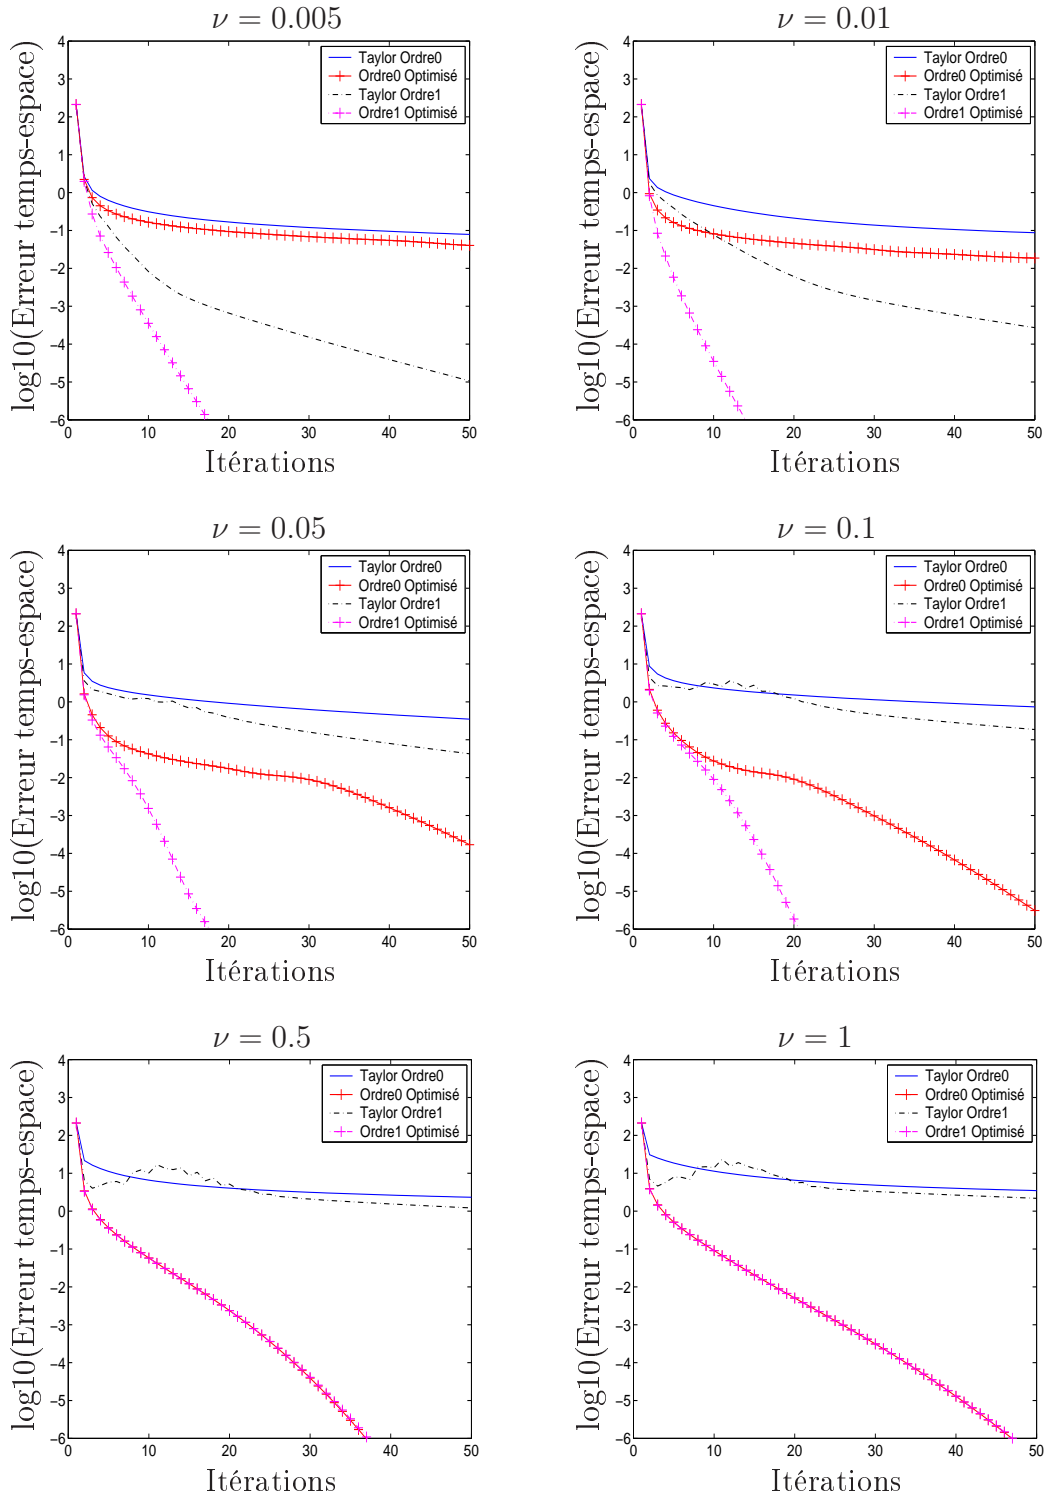 ν = 0.005
log10(Erreur temps-espace)
4
3
2
1
0
−1
−2
−3
−4
−5
−6
Taylor Ordre0
Ordre0 Optimisé
Taylor Ordre1
Ordre1 Optimisé
0 10 20 30 40 50
Itérations
ν = 0.01
log10(Erreur temps-espace)
4
3
2
1
0
−1
−2
−3
−4
−5
−6
Taylor Ordre0
Ordre0 Optimisé
Taylor Ordre1
Ordre1 Optimisé
0 10 20 30 40 50
Itérations
ν = 0.05
log10(Erreur temps-espace)
4
3
2
1
0
−1
−2
−3
−4
−5
−6
Taylor Ordre0
Ordre0 Optimisé
Taylor Ordre1
Ordre1 Optimisé
0 10 20 30 40 50
Itérations
ν = 0.1
log10(Erreur temps-espace)
4
3
2
1
0
−1
−2
−3
−4
−5
−6
Taylor Ordre0
Ordre0 Optimisé
Taylor Ordre1
Ordre1 Optimisé
0 10 20 30 40 50
Itérations
ν = 0.5
log10(Erreur temps-espace)
4
3
2
1
0
−1
−2
−3
−4
−5
−6
Taylor Ordre0
Ordre0 Optimisé
Taylor Ordre1
Ordre1 Optimisé
0 10 20 30 40 50
Itérations
ν = 1
log10(Erreur temps-espace)
4
3
2
1
0
−1
−2
−3
−4
−5
−6
Taylor Ordre0
Ordre0 Optimisé
Taylor Ordre1
Ordre1 Optimisé
0 10 20 30 40 50
Itérations